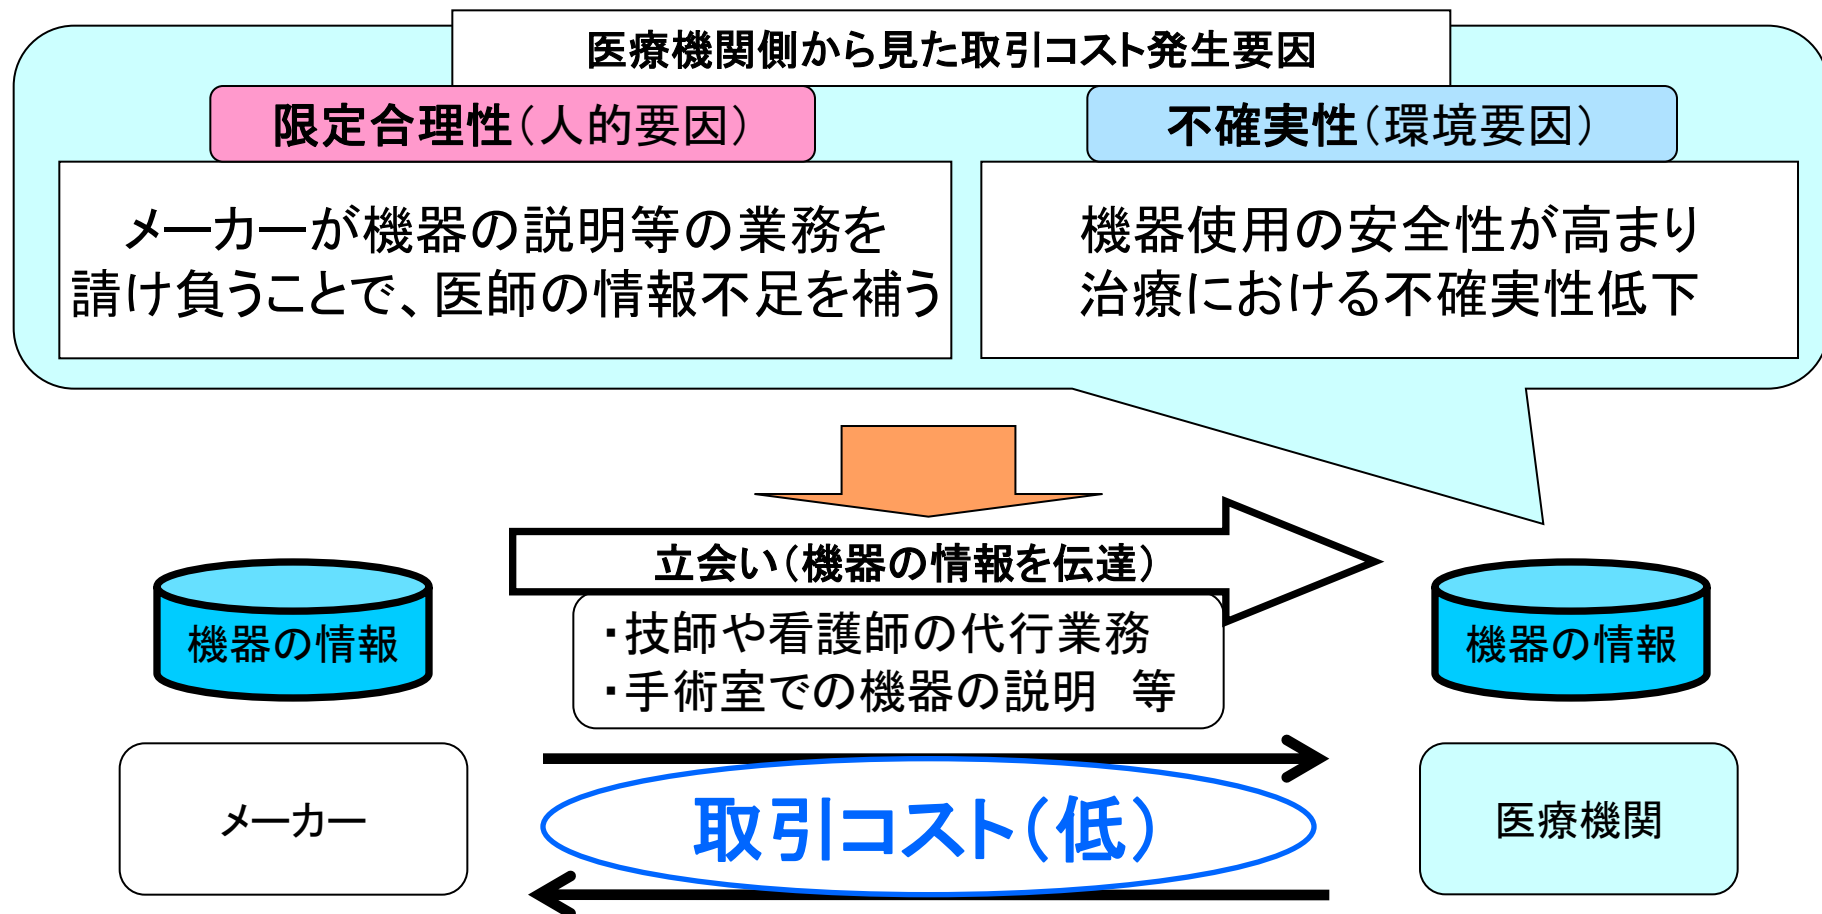 医療機関側から見た取引コスト発生要因
限定合理性（人的要因）
不確実性（環境要因）
メーカーが機器の説明等の業務を
請け負うことで、医師の情報不足を補う
機器使用の安全性が高まり
治療における不確実性低下
立会い（機器の情報を伝達）
・技師や看護師の代行業務
・手術室での機器の説明　等
機器の情報
機器の情報
メーカー
取引コスト（低）
医療機関